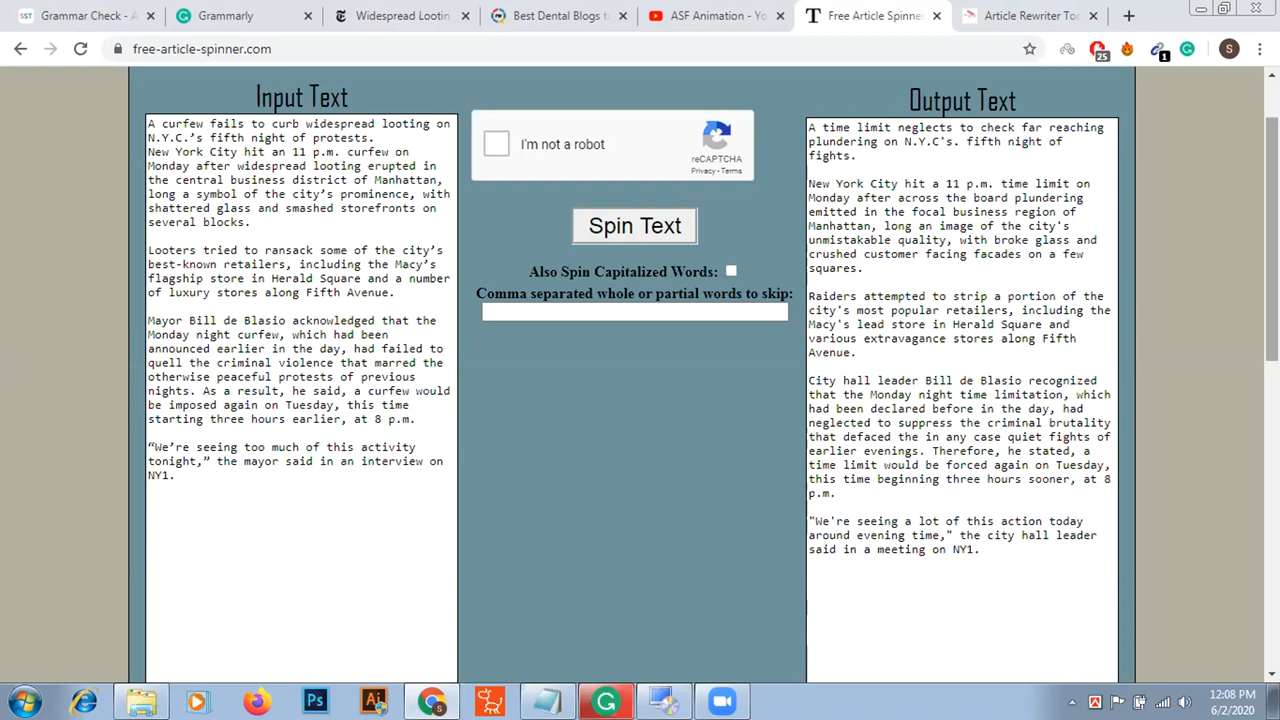 Grammar Check - A
Grammarly
Widespread Lootin
Best Dental Blogs t
ASF Animation - Yo
Free Article Spinne
Article Rewriter Too
free-article-spinner.com
25
1
S
Input Text
A curfew fails to curb widespread looting on
N.Y.C.’s fifth night of protests.
New York City hit an 11 p.m. curfew on
Monday after widespread looting erupted in
the central business district of Manhattan,
long a symbol of the city’s prominence, with
shattered glass and smashed storefronts on
several blocks.
Looters tried to ransack some of the city’s
best-known retailers, including the Macy’s
flagship store in Herald Square and a number
of luxury stores along Fifth Avenue.
Mayor Bill de Blasio acknowledged that the
Monday night curfew, which had been
announced earlier in the day, had failed to
quell the criminal violence that marred the
otherwise peaceful protests of previous
nights. As a result, he said, a curfew would
be imposed again on Tuesday, this time
starting three hours earlier, at 8 p.m.
“We’re seeing too much of this activity
tonight,” the mayor said in an interview on
NY1.
I'm not a robot
reCAPTCHA
Privacy - Terms
Spin Text
Also Spin Capitalized Words:
Comma separated whole or partial words to skip:
Output Text
A time limit neglects to check far reaching
plundering on N.Y.C's. fifth night of
fights.
New York City hit a 11 p.m. time limit on
Monday after across the board plundering
emitted in the focal business region of
Manhattan, long an image of the city's
unmistakable quality, with broke glass and
crushed customer facing facades on a few
squares.
Raiders attempted to strip a portion of the
city's most popular retailers, including the
Macy's lead store in Herald Square and
various extravagance stores along Fifth
Avenue.
City hall leader Bill de Blasio recognized
that the Monday night time limitation, which
had been declared before in the day, had
neglected to suppress the criminal brutality
that defaced the in any case quiet fights of
earlier evenings. Therefore, he stated, a
time limit would be forced again on Tuesday,
this time beginning three hours sooner, at 8
p.m.
"We're seeing a lot of this action today
around evening time," the city hall leader
said in a meeting on NY1.
Ps
Ai
12:08 PM
6/2/2020